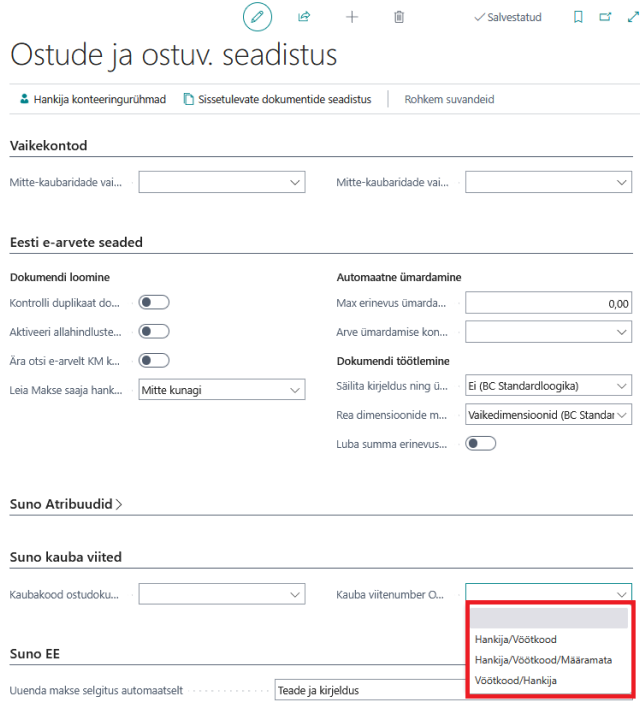 Salvestatud
Ostude ja ostuv. seadistus
Hankija konteeringurühmad
Sissetulevate dokumentide seadistus
Rohkem suvandeid
Vaikekontod
Mitte-kaubaridade vai...
Mitte-kaubaridade vai...
Eesti e-arvete seaded
Dokumendi loomine
Kontrolli duplikaat do...
Aktiveeri allahindluste...
Ära otsi e-arvelt KM k...
Leia Makse saaja hank...
Mitte kunagi
Automaatne ümardamine
Max erinevus ümarda...
0,00
Arve ümardamise kon...
Dokumendi töötlemine
Säilita kirjeldus ning ü...
Ei (BC Standardloogika)
Rea dimensioonide m...
Vaikedimensioonid (BC Standar
Luba summa erinevus...
Suno Atribuudid
Suno kauba viited
Kaubakood ostudoku...
Kauba viitenumber O...
Hankija/Vöötkood
Hankija/Vöötkood/Määramata
Vöötkood/Hankija
Suno EE
Uuenda makse selgitus automaatselt
Teade ja kirjeldus